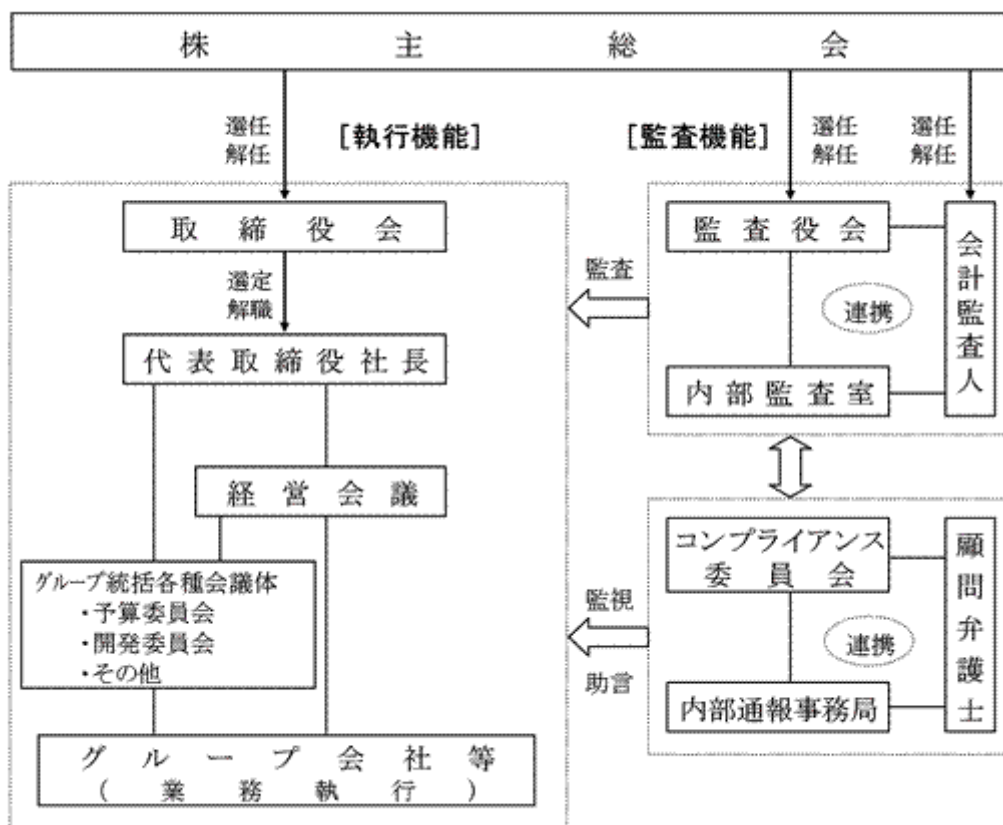 株主総会
選任
解任
[執行機能]
[監査機能]
選任
解任
選任
解任
取締役会
選定
解職
代表取締役社長
経営会議
グループ統括各種会議体
・予算委員会
・開発委員会
・その他
グループ会社等
(業務執行)
監査
監査役会
連携
内部監査室
会計監査人
監視
助言
コンプライアンス
委員会
連携
内部通報事務局
顧問弁護士